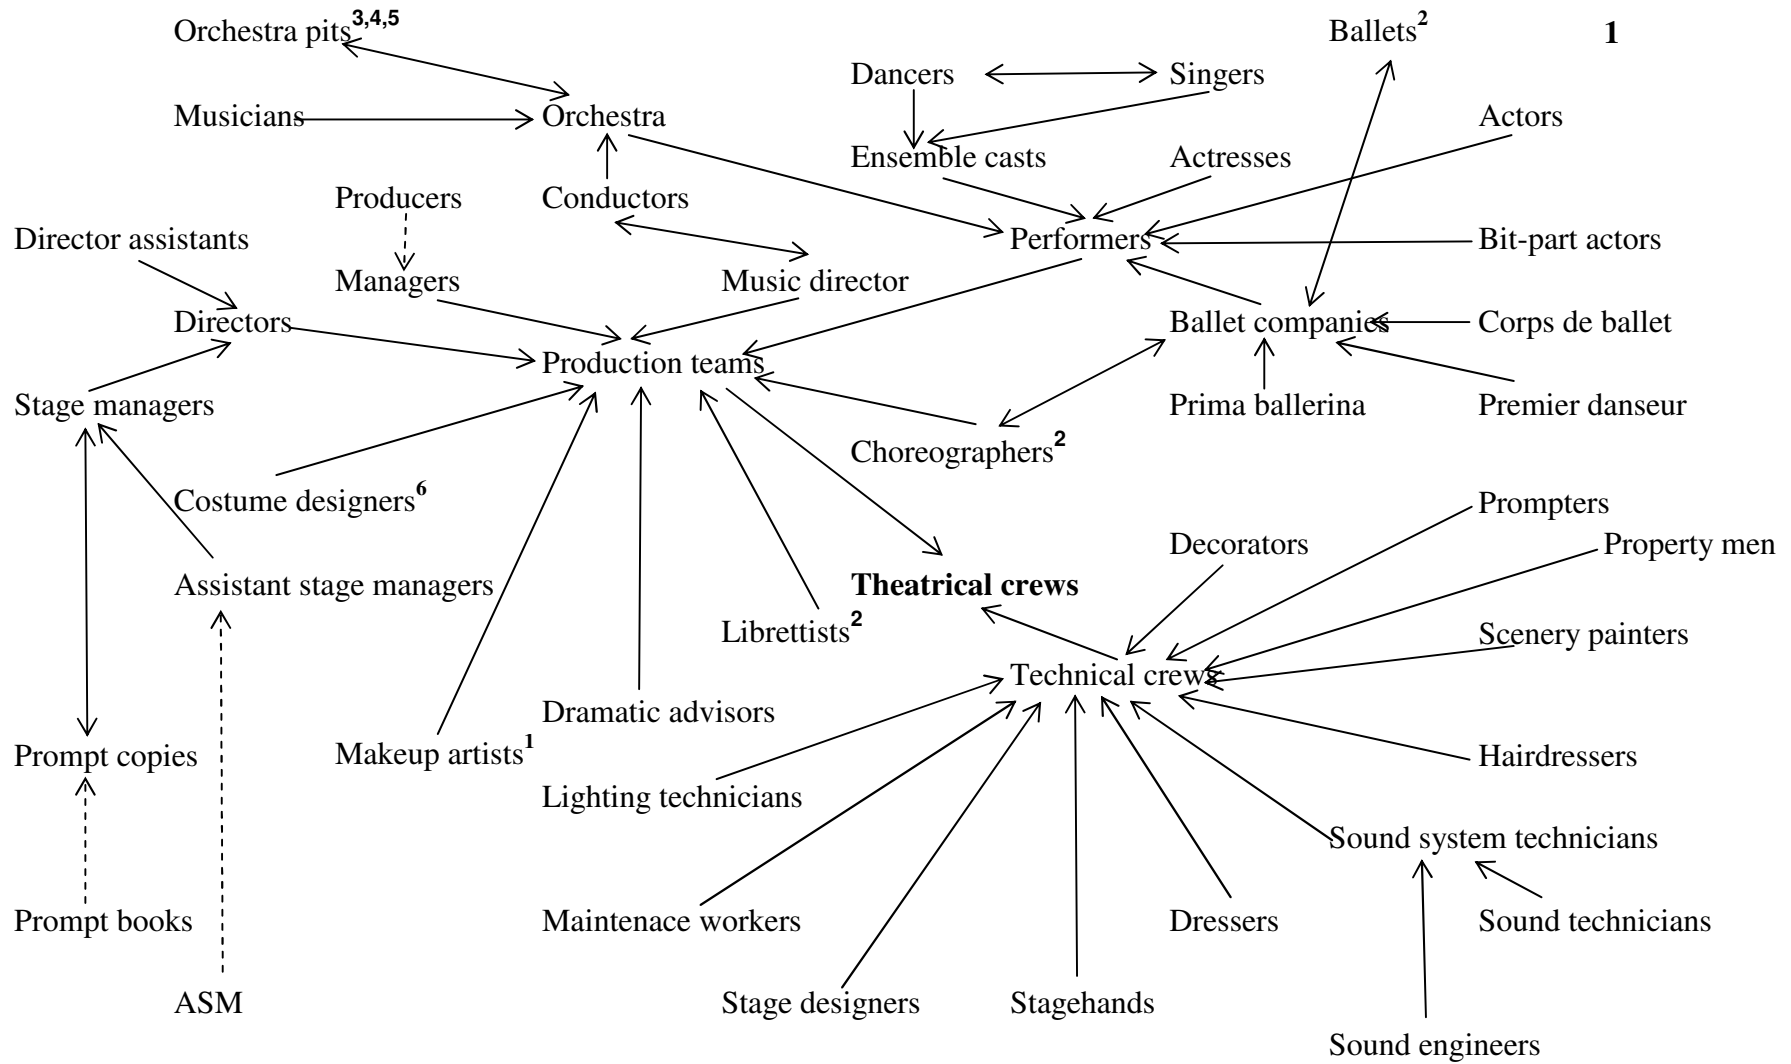 Orchestra pits3,4,5
Ballets2
1
Dancers
Singers
Musicians
Orchestra
Actors
Ensemble casts
Actresses
Producers
Conductors
Director assistants
Performers
Bit-part actors
Managers
Music director
Directors
Ballet companies
Corps de ballet
Production teams
Stage managers
Prima ballerina
Premier danseur
Choreographers2
Costume designers6
Prompters
Decorators
Property men
Assistant stage managers
Theatrical crews
Librettists2
Scenery painters
Technical crews
Dramatic advisors
Prompt copies
Makeup artists1
Hairdressers
Lighting technicians
Sound system technicians
Prompt books
Maintenace workers
Dressers
Sound technicians
ASM
Stage designers
Stagehands
Sound engineers